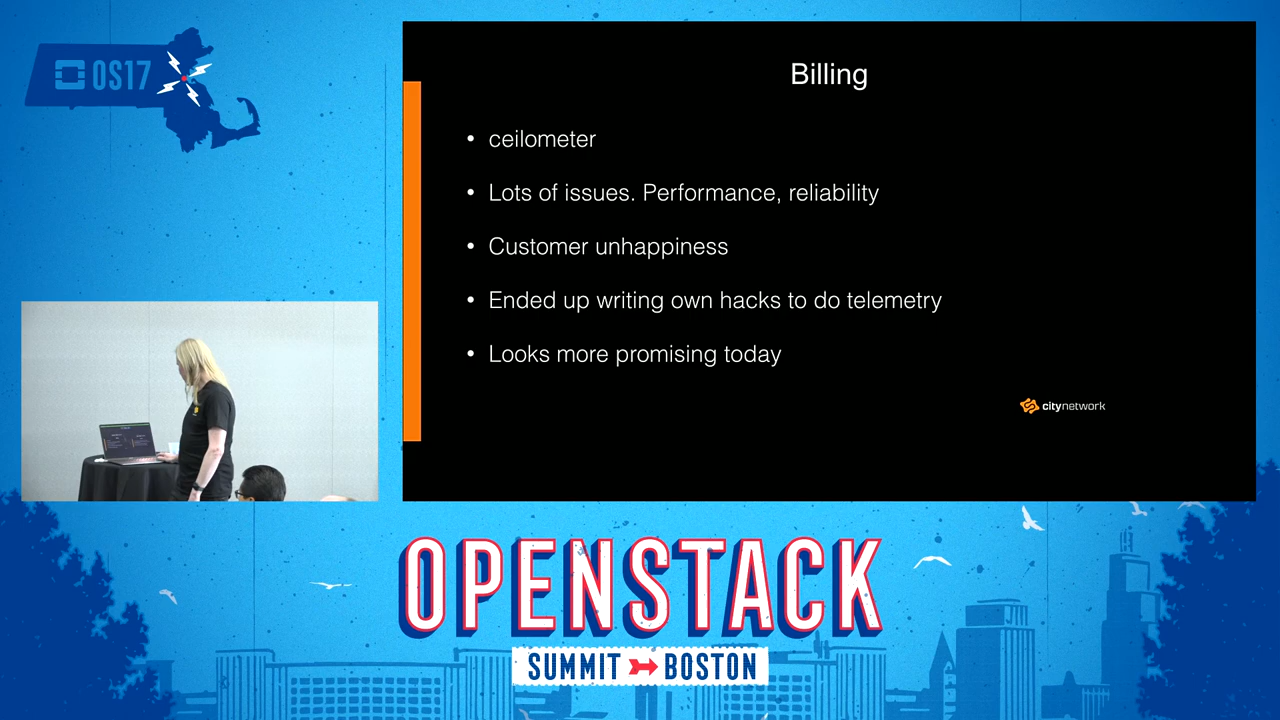 OS17
Billing
• ceilometer
• Lots of issues. Performance, reliability
• Customer unhappiness
• Ended up writing own hacks to do telemetry
• Looks more promising today
citynetwork
OPENSTACK
SUMMIT BOSTON